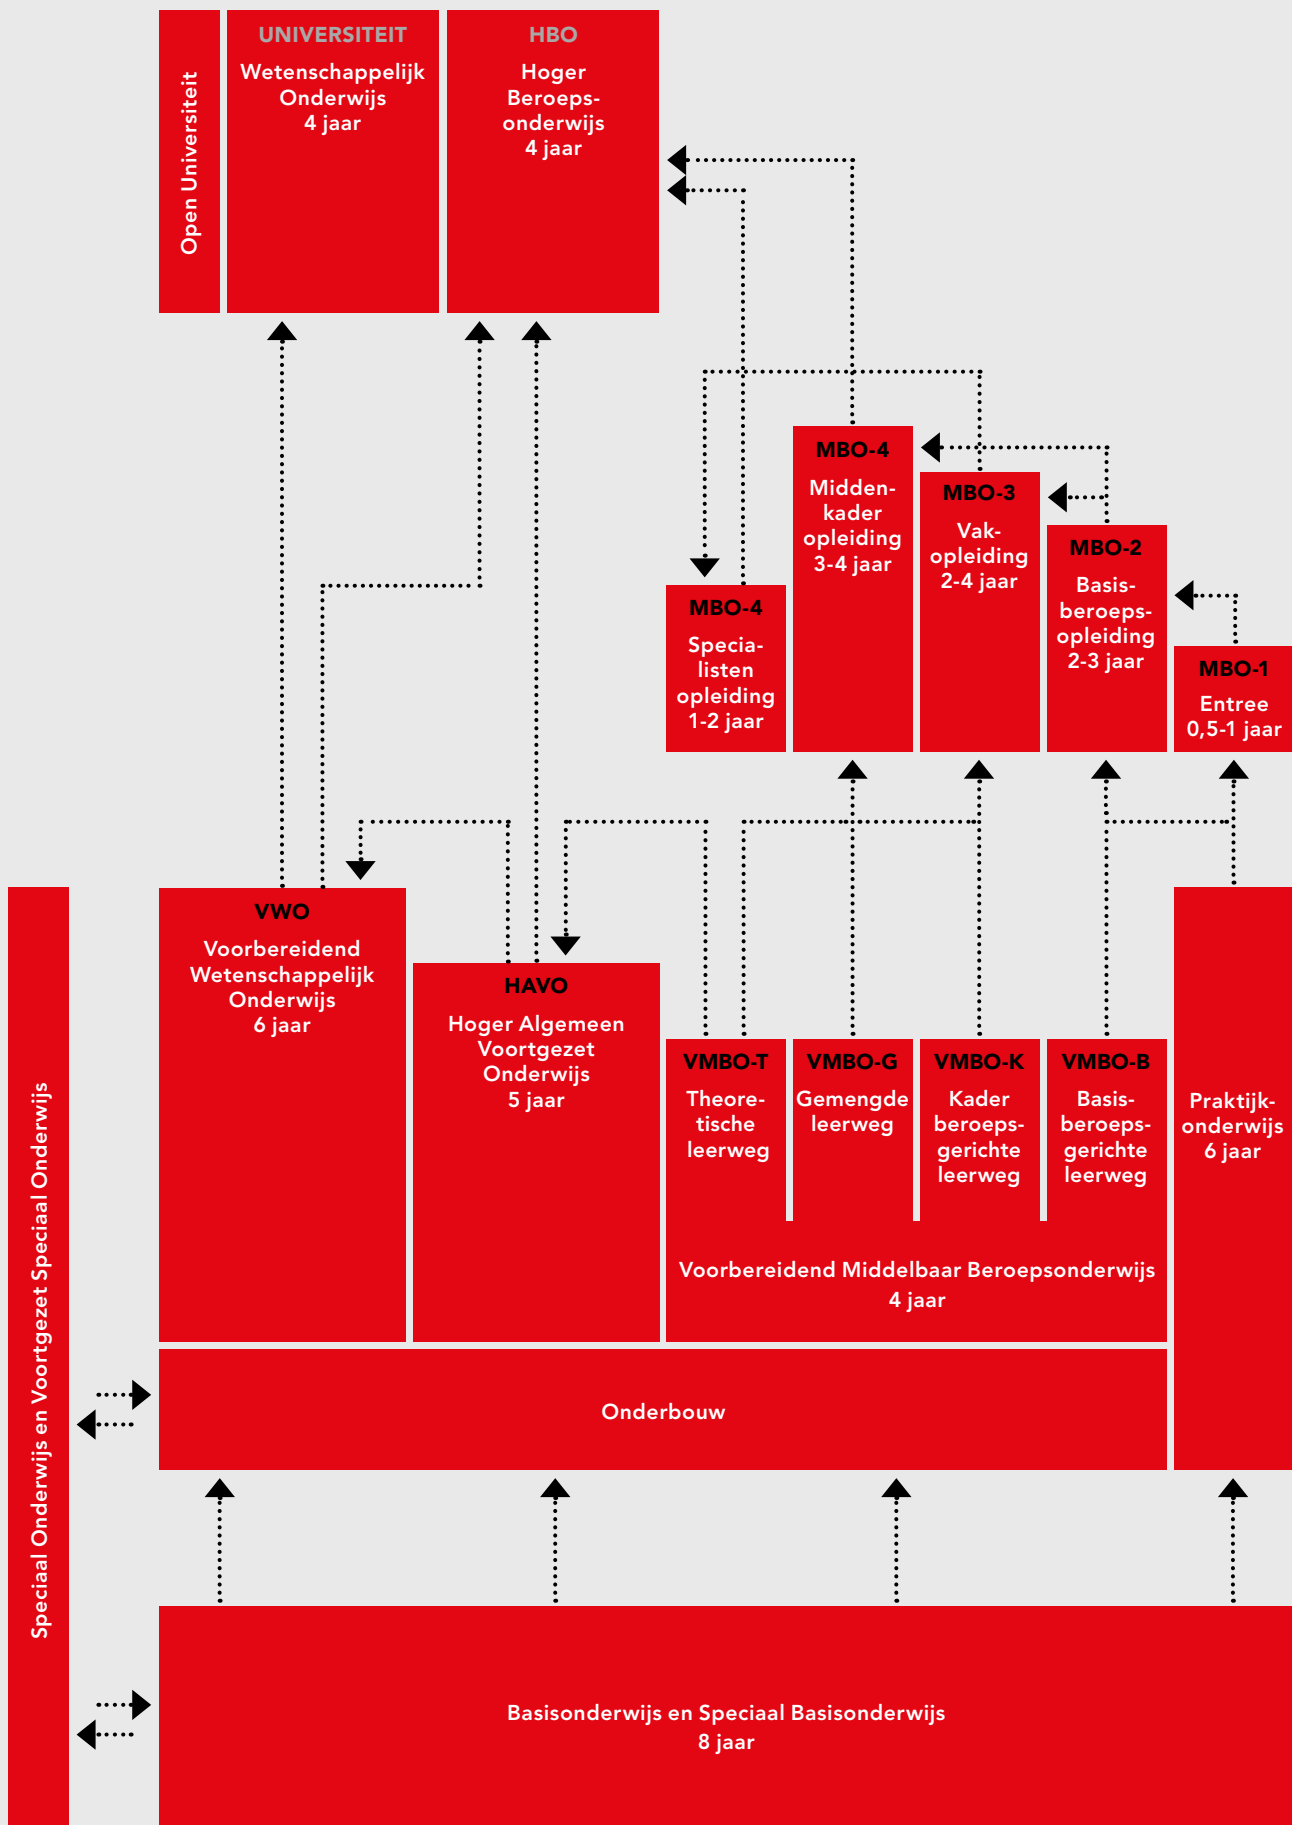 Open Universiteit
UNIVERSITEIT
Wetenschappelijk
Onderwijs
4 jaar
HBO
Hoger
Beroeps-
onderwijs
4 jaar
MBO-4
Specia-
listen
opleiding
1-2 jaar
MBO-4
Midden-
kader
opleiding
3-4 jaar
MBO-3
Vak-
opleiding
2-4 jaar
MBO-2
Basis-
beroeps-
opleiding
2-3 jaar
MBO-1
Entree
0,5-1 jaar
Speciaal Onderwijs en Voortgezet Speciaal Onderwijs
VWO
Voorbereidend
Wetenschappelijk
Onderwijs
6 jaar
HAVO
Hoger Algemeen
Voortgezet
Onderwijs
5 jaar
VMBO-T
Theore-
tische
leerweg
VMBO-G
Gemengde
leerweg
VMBO-K
Kader
beroeps-
gerichte
leerweg
VMBO-B
Basis-
beroeps-
gerichte
leerweg
Voorbereidend Middelbaar Beroepsonderwijs
4 jaar
Praktijk-
onderwijs
6 jaar
Onderbouw
Basisonderwijs en Speciaal Basisonderwijs
8 jaar